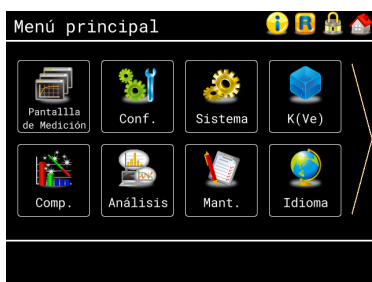 Menú principal
R
Pantallla
de Medición
Conf.
Sistema
K(Ve)
Comp.
Análisis
Mant.
Idioma